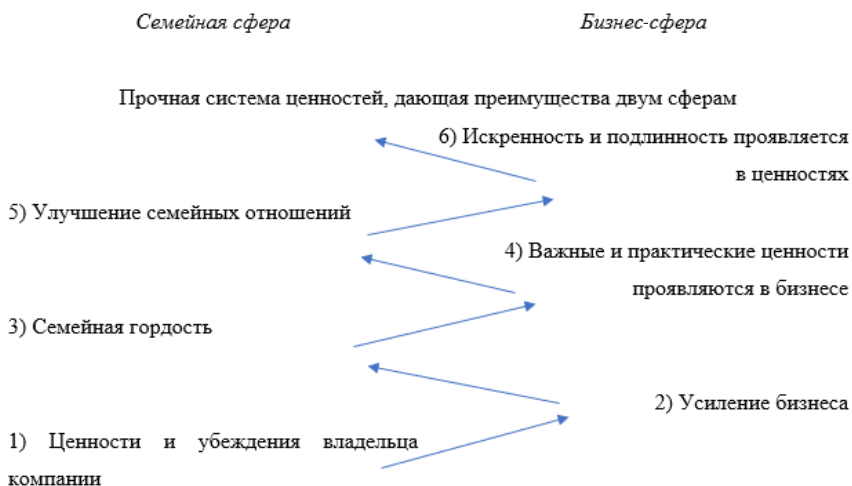 Семейная сфера
Бизнес-сфера
Прочная система ценностей, дающая преимущества двум сферам
6) Искренность и подлинность проявляется
в ценностях
5) Улучшение семейных отношений
4) Важные и практические ценности
проявляются в бизнесе
3) Семейная гордость
2) Усиление бизнеса
1) Ценности и убеждения владельца
компании